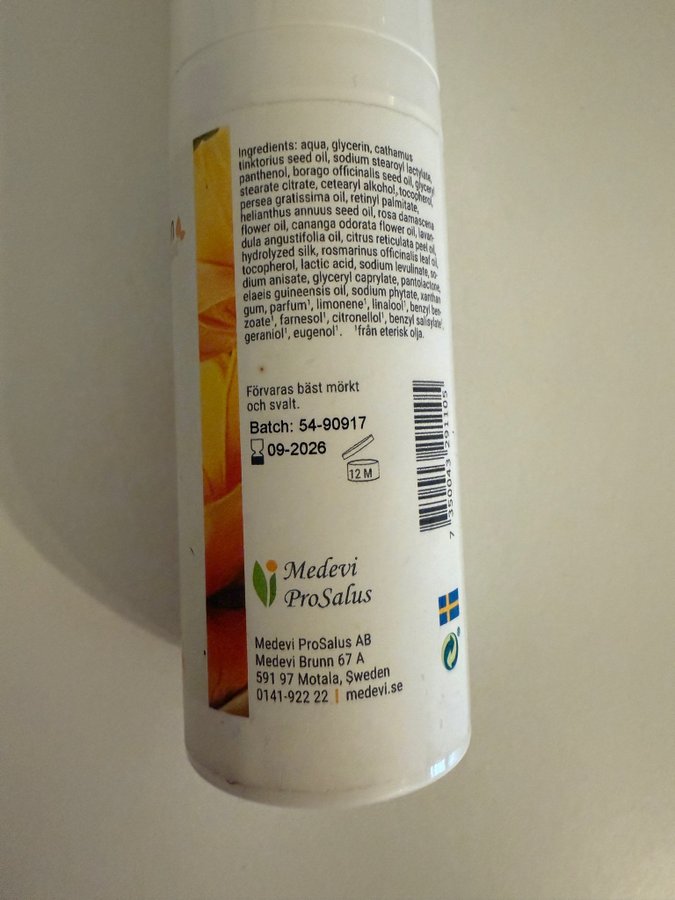 Ingredients: aqua, glycerin, cathamus
tinktorius seed oil, sodium stearoyl lactylate,
panthenol, borago officinalis seed oil, glyceryl
stearate citrate, cetearyl alkohol, tocopherol,
persea gratissima oil, retinyl palmitate,
helianthus annuus seed oil, rosa damascena
flower oil, cananga odorata flower oil, lavan-
dula angustifolia oil, citrus reticulata peel oil,
hydrolyzed silk, rosmarinus officinalis leaf oil,
tocopherol, lactic acid, sodium levulinate, so-
dium anisate, glyceryl caprylate, pantolactone,
elaeis guineensis oil, sodium phytate, xanthan
gum, parfum¹, limonene¹, linalool¹, benzyl ben-
zoate¹, farnesol¹, citronellol¹, benzyl salisylate¹,
geraniol¹, eugenol¹. ¹från eterisk olja.
Förvaras bäst mörkt
och svalt.
Batch: 54-90917
09-2026
12 M
7 350043 291105
Medevi
ProSalus
Medevi ProSalus AB
Medevi Brunn 67 A
591 97 Motala, Sweden
0141-922 22 | medevi.se